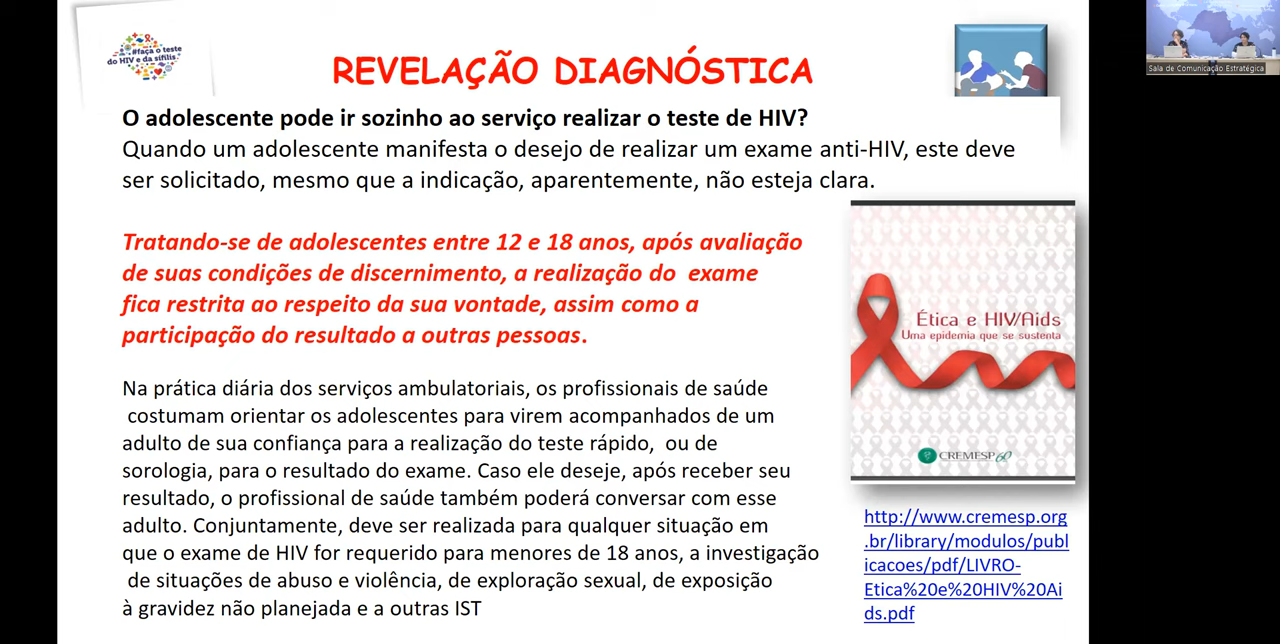 #faça o teste
do HIV e da sífilis
REVELAÇÃO DIAGNÓSTICA
Sala de Comunicação Estratégica
O adolescente pode ir sozinho ao serviço realizar o teste de HIV?
Quando um adolescente manifesta o desejo de realizar um exame anti-HIV, este deve
ser solicitado, mesmo que a indicação, aparentemente, não esteja clara.
Tratando-se de adolescentes entre 12 e 18 anos, após avaliação
de suas condições de discernimento, a realização do exame
fica restrita ao respeito da sua vontade, assim como a
participação do resultado a outras pessoas.
Na prática diária dos serviços ambulatoriais, os profissionais de saúde
costumam orientar os adolescentes para virem acompanhados de um
adulto de sua confiança para a realização do teste rápido, ou de
sorologia, para o resultado do exame. Caso ele deseje, após receber seu
resultado, o profissional de saúde também poderá conversar com esse
adulto. Conjuntamente, deve ser realizada para qualquer situação em
que o exame de HIV for requerido para menores de 18 anos, a investigação
de situações de abuso e violência, de exploração sexual, de exposição
à gravidez não planejada e a outras IST
Ética e HIV/Aids
Uma epidemia que se sustenta
CREMESP 60
http://www.cremesp.org
.br/library/modulos/publ
icacoes/pdf/LIVRO-
Etica%20e%20HIV%20Ai
ds.pdf